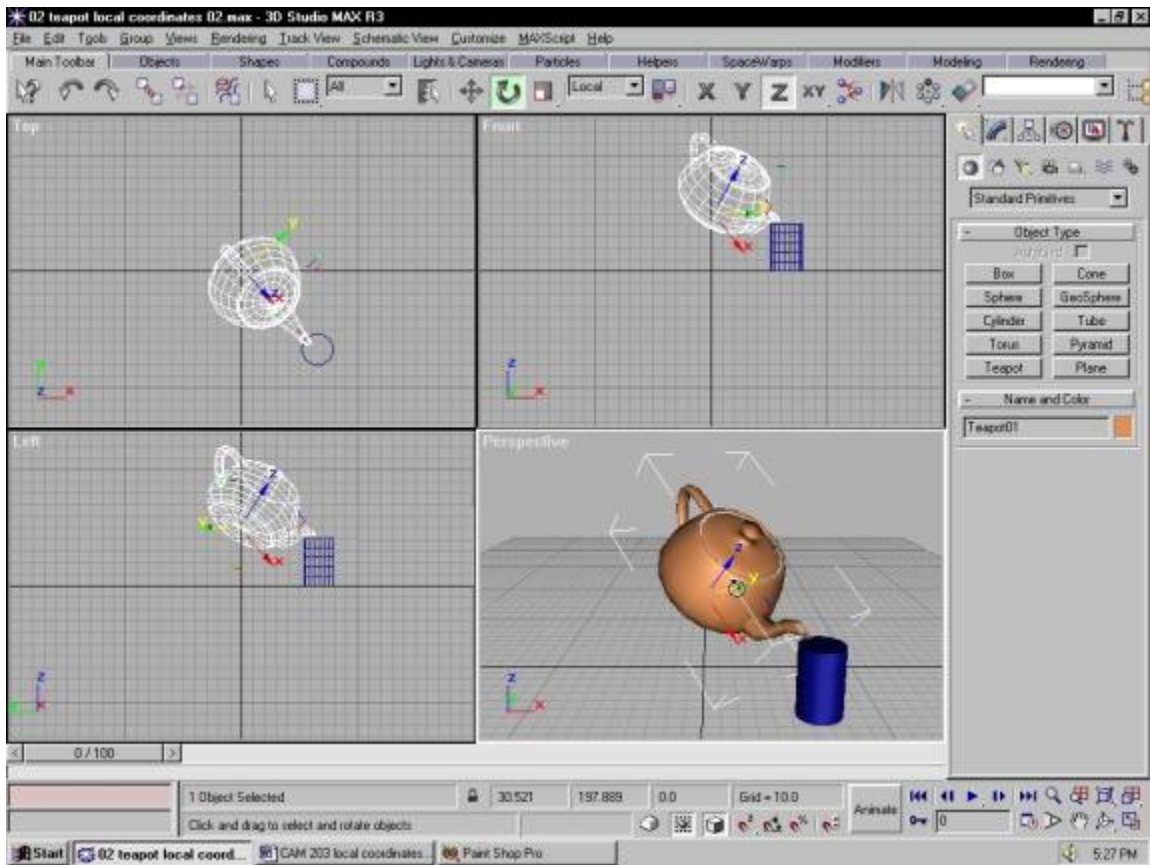 02 teapot local coordinates 02.max - 3D Studio MAX R3
File Edit Tools Group Views Rendering Track View Schematic View Customize MAXScript Help
Main Toolbar Objects Shapes Compounds Lights & Cameras Particles Helpers SpaceWarps Modifiers Modeling Rendering
All Local X Y Z XY
Top
Front
Standard Primitives
- Object Type
AutoGrid
Box Cone
Sphere GeoSphere
Cylinder Tube
Torus Pyramid
Teapot Plane
- Name and Color
Teapot01
Left
Perspective
0 / 100
1 Object Selected 30.521 197.889 0.0 Grid = 10.0
Animate
0
Click and drag to select and rotate objects
Start 02 teapot local coord... CAM 203 local coordinates... Paint Shop Pro 5:27 PM